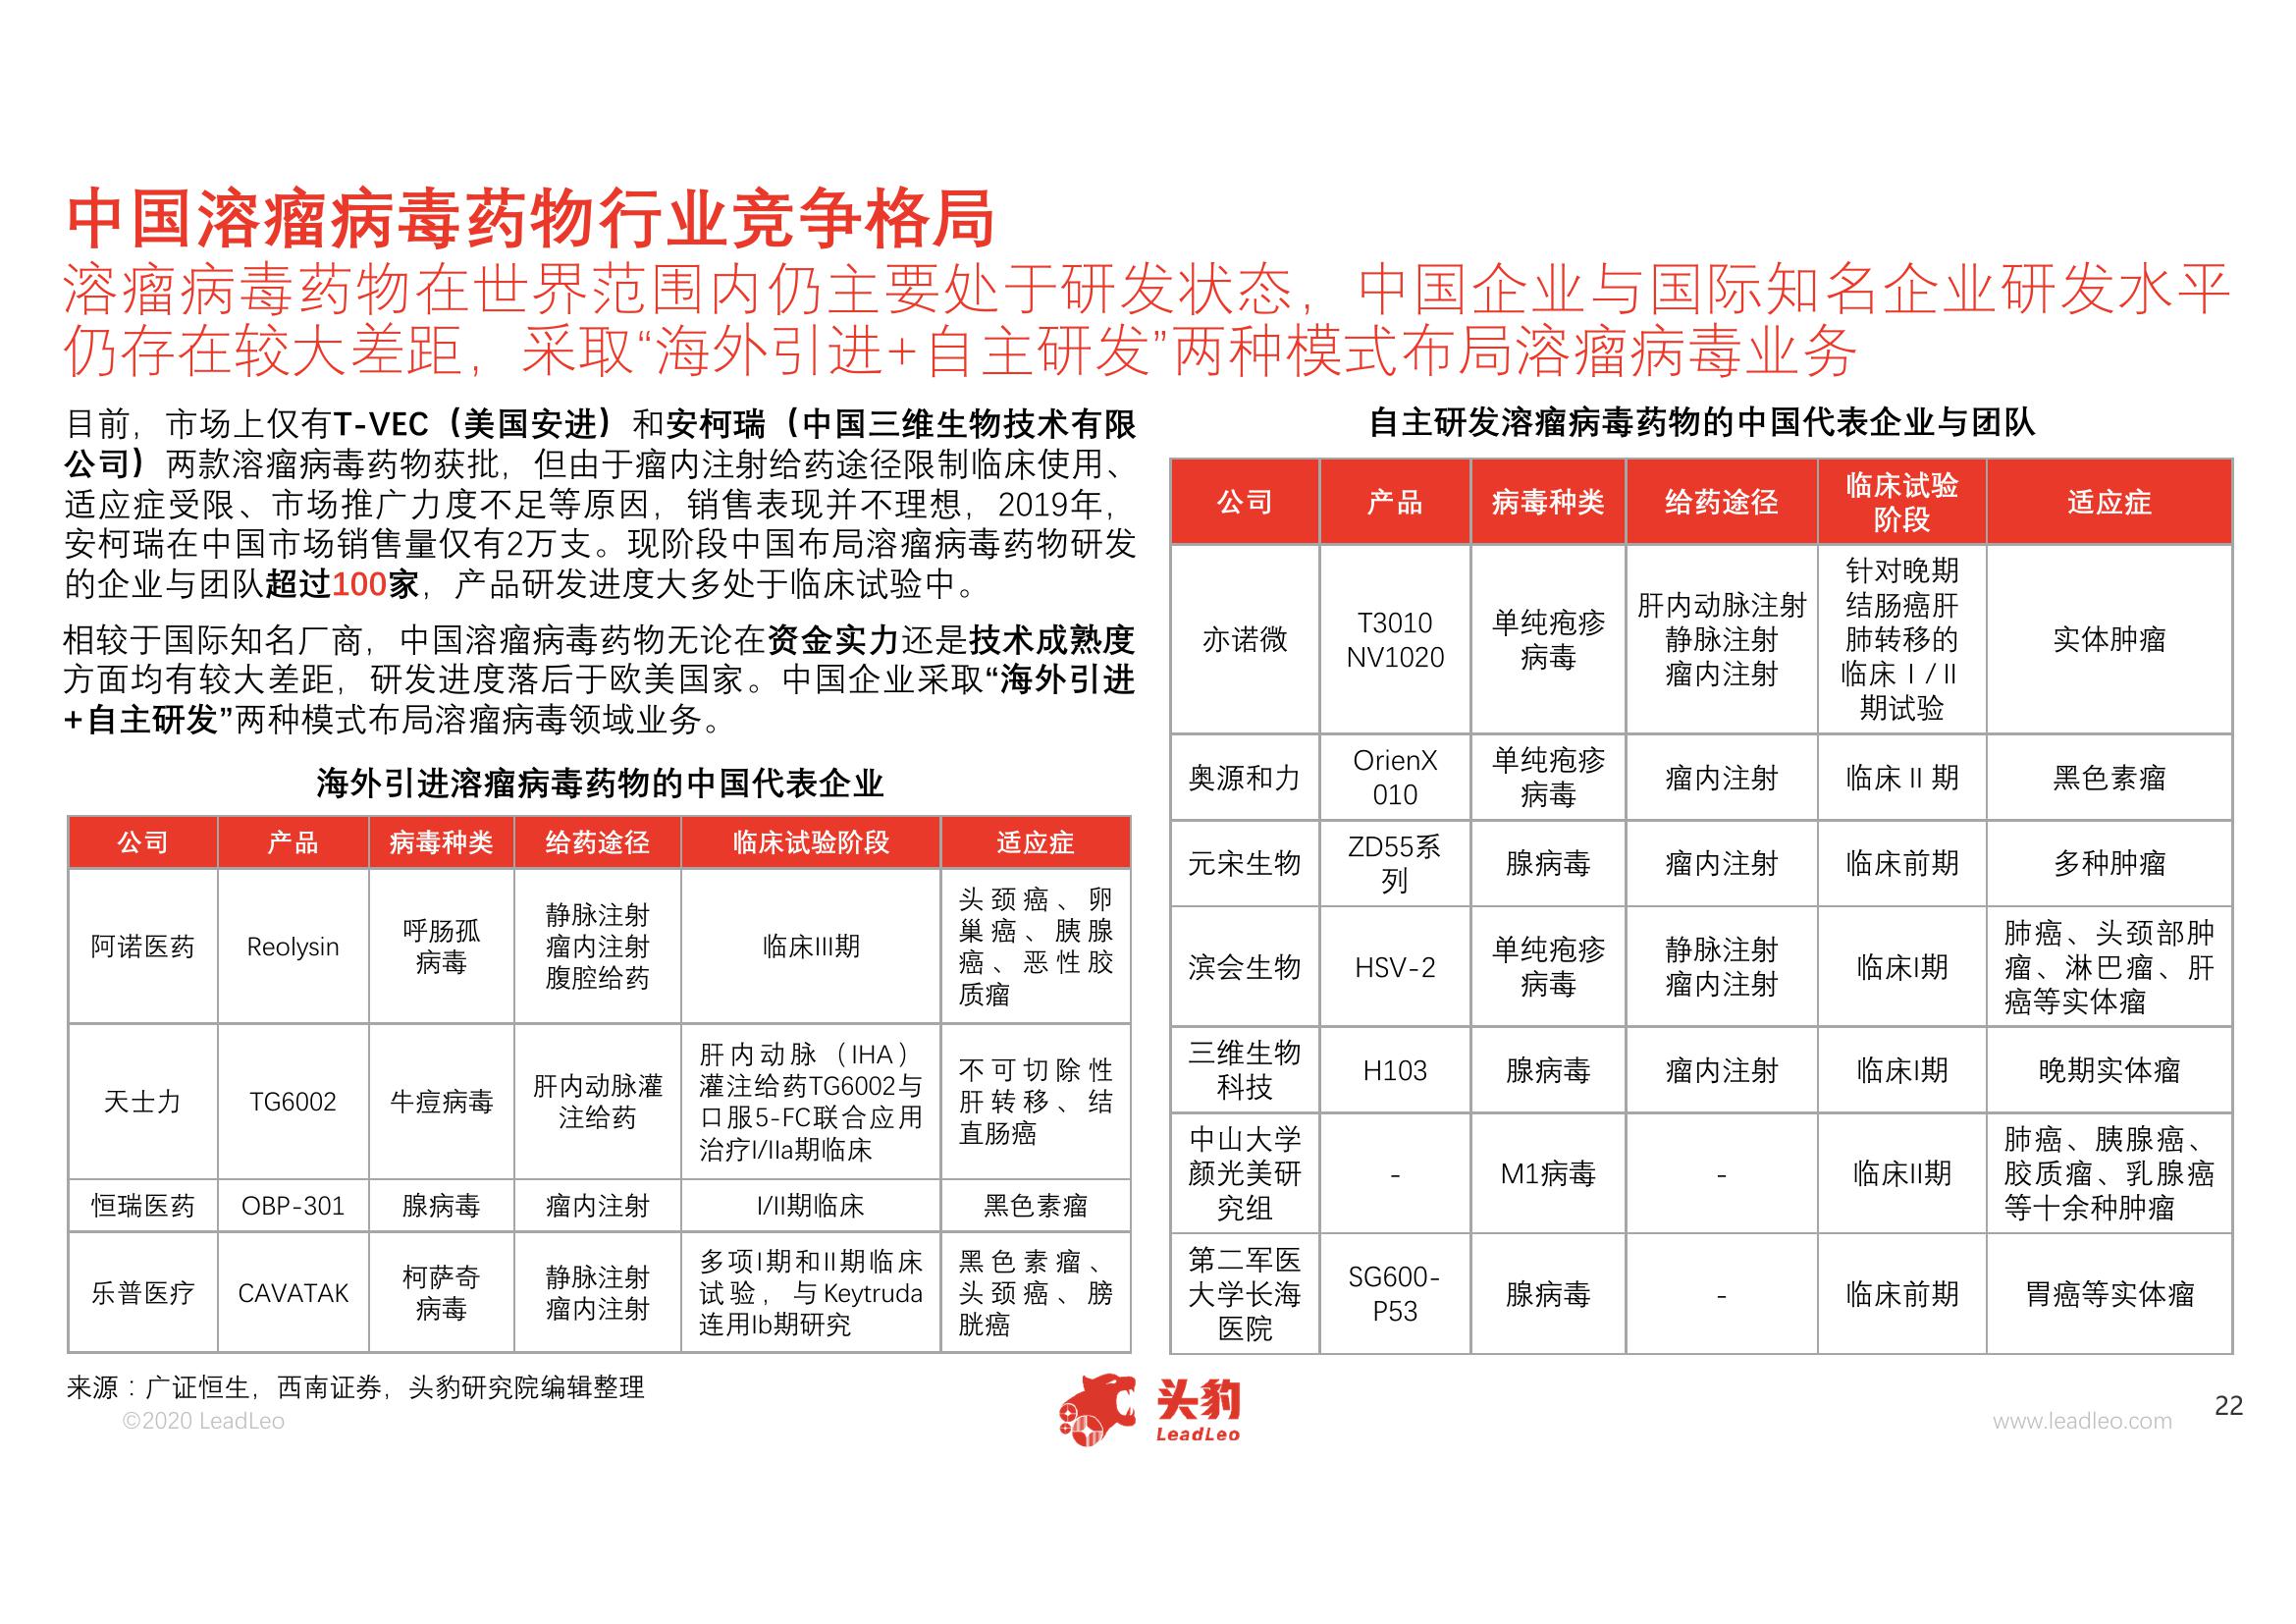 中国溶瘤病毒药物行业竞争格局
溶瘤病毒药物在世界范围内仍主要处于研发状态，中国企业与国际知名企业研发水平
仍存在较大差距，采取“海外引进+自主研发”两种模式布局溶瘤病毒业务
目前，市场上仅有T-VEC（美国安进）和安柯瑞（中国三维生物技术有限
公司）两款溶瘤病毒药物获批，但由于瘤内注射给药途径限制临床使用、
适应症受限、市场推广力度不足等原因，销售表现并不理想，2019年，
安柯瑞在中国市场销售量仅有2万支。现阶段中国布局溶瘤病毒药物研发
的企业与团队超过100家，产品研发进度大多处于临床试验中。
相较于国际知名厂商，中国溶瘤病毒药物无论在资金实力还是技术成熟度
方面均有较大差距，研发进度落后于欧美国家。中国企业采取“海外引进
+自主研发”两种模式布局溶瘤病毒领域业务。
海外引进溶瘤病毒药物的中国代表企业
公司 产品 病毒种类 给药途径 临床试验阶段 适应症
阿诺医药
Reolysin
呼肠孤
病毒
静脉注射
瘤内注射
腹腔给药
临床III期
头颈癌、卵
巢癌、胰腺
癌、恶性胶
质瘤
天士力
TG6002
牛痘病毒
肝内动脉灌
注给药
肝内动脉（IHA）
灌注给药TG6002与
口服5-FC联合应用
治疗I/IIa期临床
不可切除性
肝转移、结
直肠癌
恒瑞医药 OBP-301 腺病毒 瘤内注射 I/II期临床 黑色素瘤
乐普医疗
CAVATAK
柯萨奇
病毒
静脉注射
瘤内注射
多项I期和II期临床
试验，与Keytruda
连用Ib期研究
黑色素瘤、
头颈癌、膀
胱癌
自主研发溶瘤病毒药物的中国代表企业与团队
公司
产品
病毒种类
给药途径
临床试验
阶段
适应症
亦诺微
T3010
NV1020
单纯疱疹
病毒
肝内动脉注射
静脉注射
瘤内注射
针对晚期
结肠癌肝
肺转移的
临床Ⅰ/Ⅱ
期试验
实体肿瘤
奥源和力
OrienX
010
单纯疱疹
病毒
瘤内注射
临床Ⅱ期
黑色素瘤
元宋生物
ZD55系
列
腺病毒
瘤内注射
临床前期
多种肿瘤
滨会生物
HSV-2
单纯疱疹
病毒
静脉注射
瘤内注射
临床I期
肺癌、头颈部肿
瘤、淋巴瘤、肝
癌等实体瘤
三维生物
科技
H103
腺病毒
瘤内注射
临床I期
晚期实体瘤
中山大学
颜光美研
究组
-
M1病毒
-
临床II期
肺癌、胰腺癌、
胶质瘤、乳腺癌
等十余种肿瘤
第二军医
大学长海
医院
SG600-
P53
腺病毒
-
临床前期
胃癌等实体瘤
来源：广证恒生，西南证券，头豹研究院编辑整理
©2020 LeadLeo
头豹
LeadLeo
www.leadleo.com
22